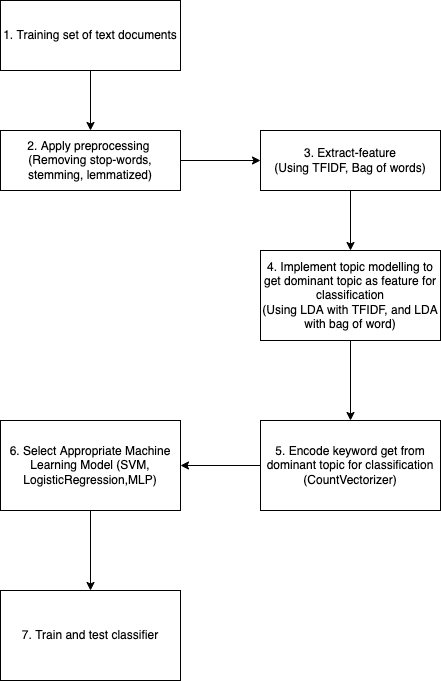 1. Training set of text documents
2. Apply preprocessing
(Removing stop-words,
stemming, lemmatized)
3. Extract-feature
(Using TFIDF, Bag of words)
4. Implement topic modelling to
get dominant topic as feature for
classification
(Using LDA with TFIDF, and LDA
with bag of word)
5. Encode keyword get from
dominant topic for classification
(CountVectorizer)
6. Select Appropriate Machine
Learning Model (SVM,
LogisticRegression,MLP)
7. Train and test classifier